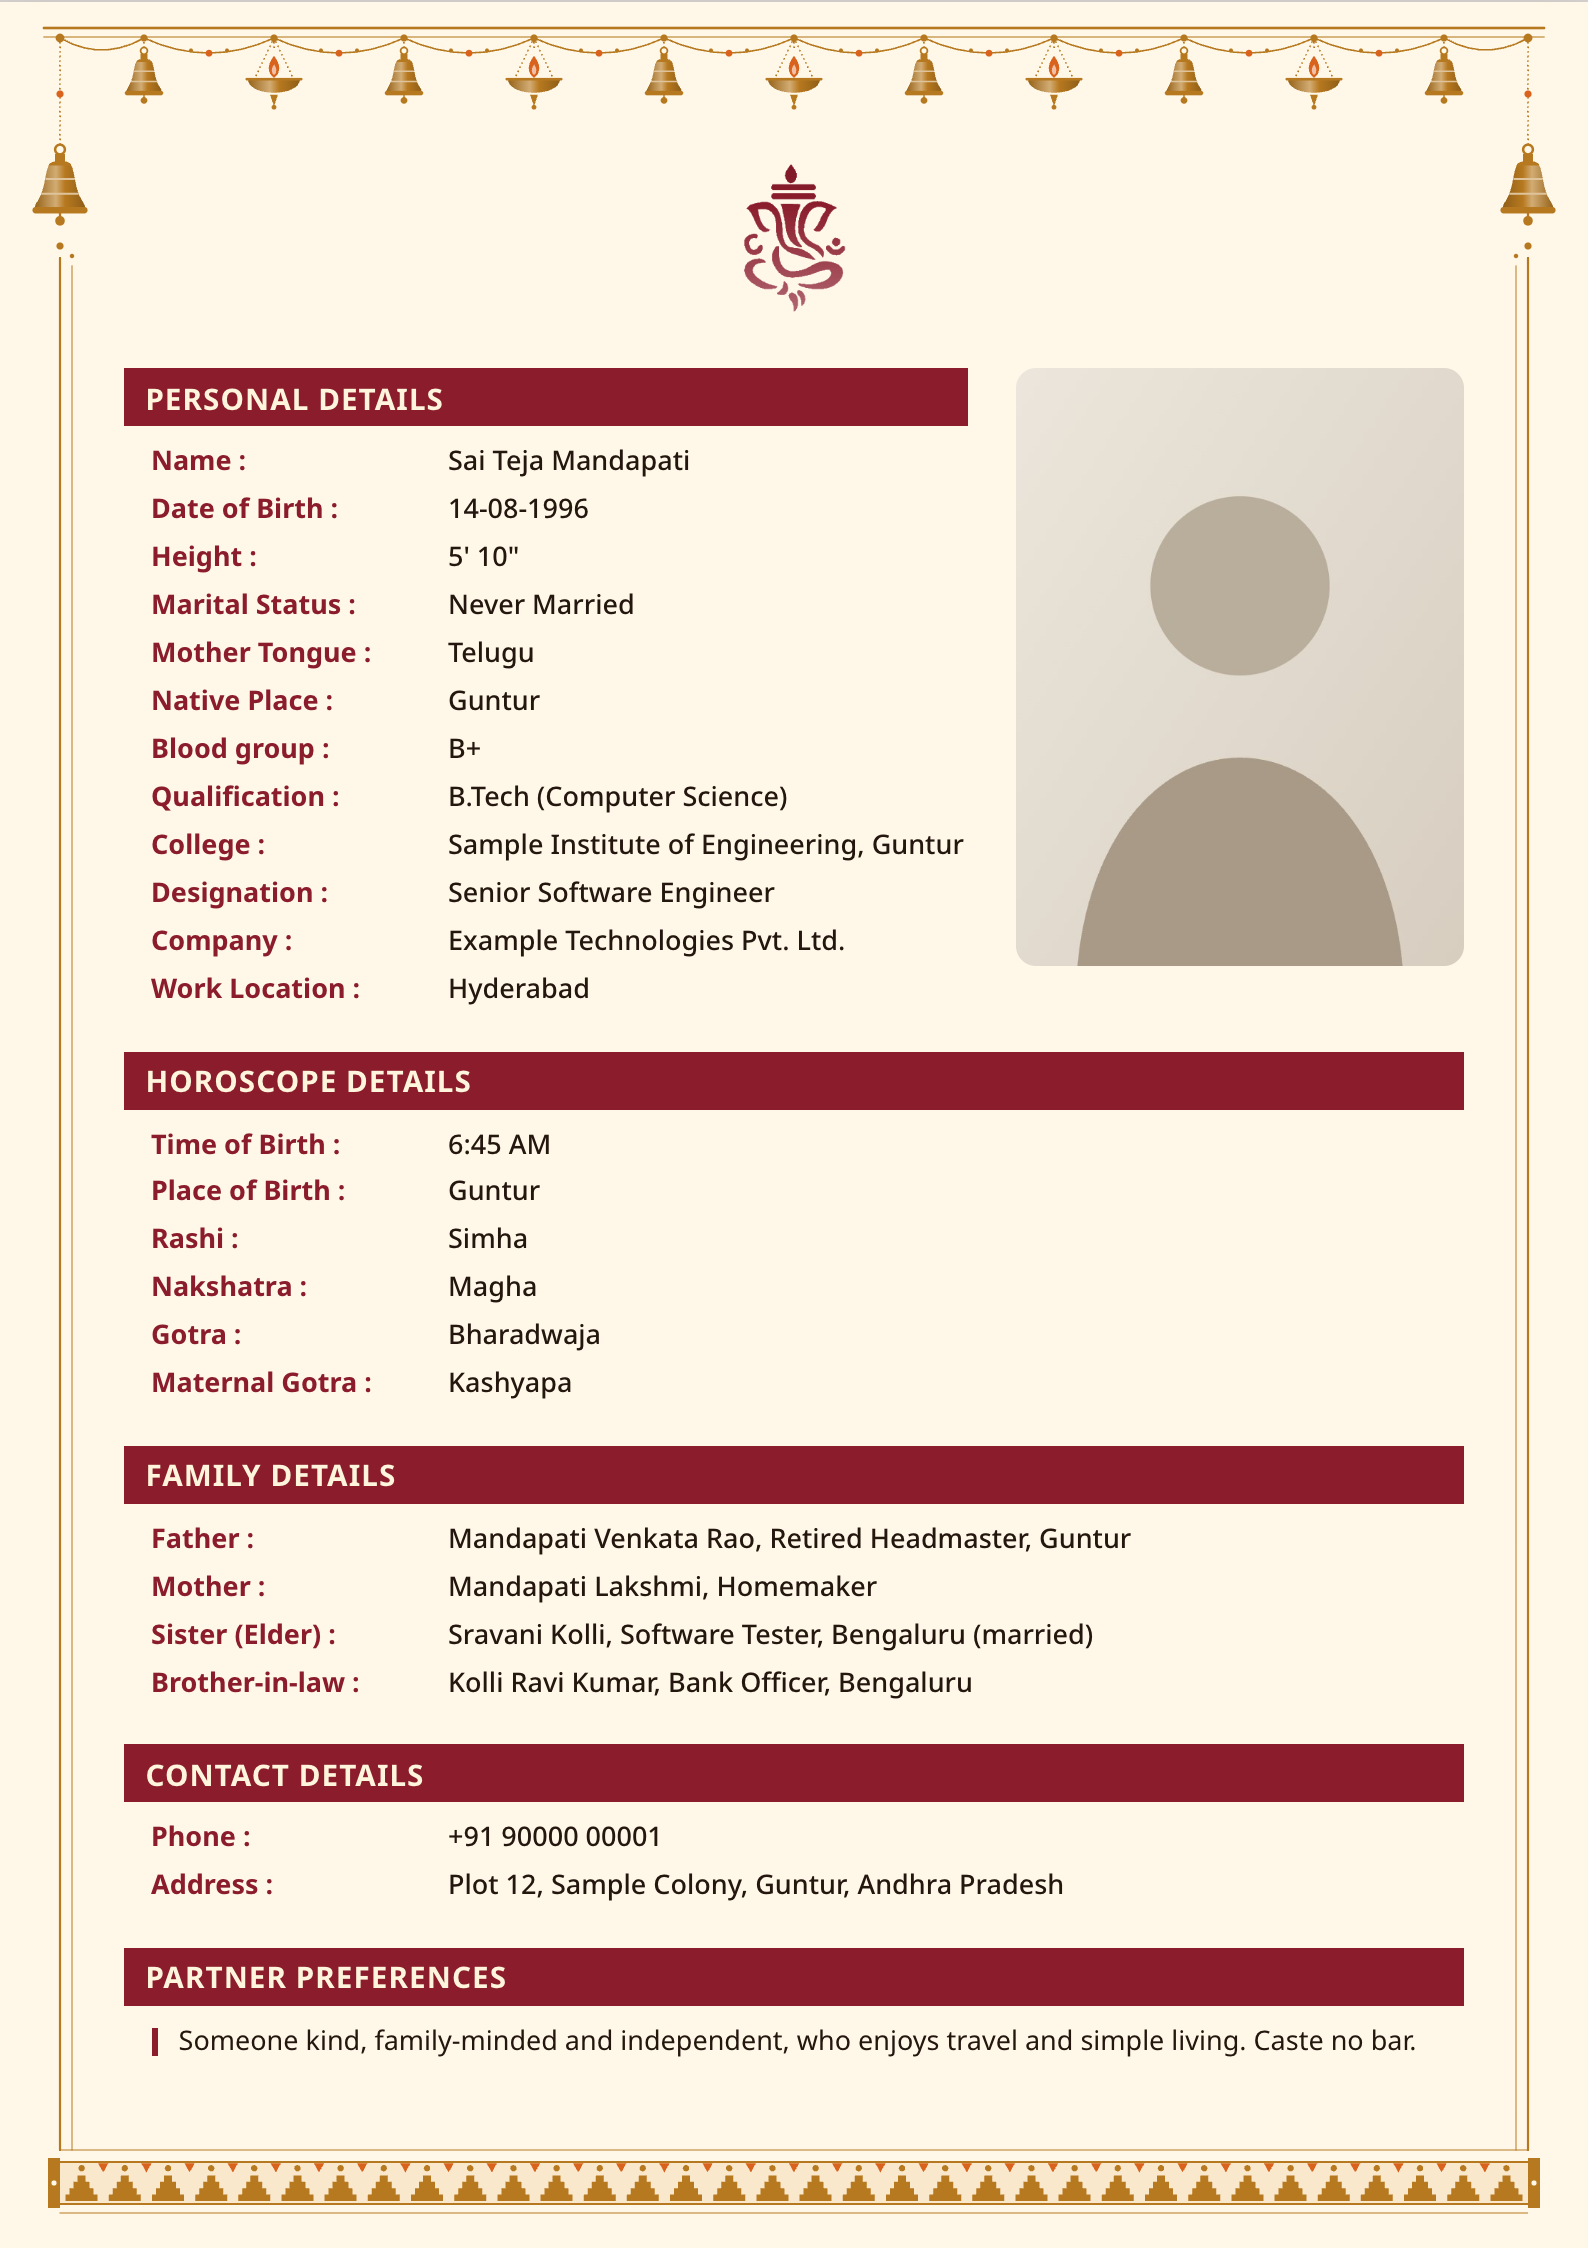 PERSONAL DETAILS
Name : Sai Teja Mandapati
Date of Birth : 14-08-1996
Height : 5' 10"
Marital Status : Never Married
Mother Tongue : Telugu
Native Place : Guntur
Blood group : B+
Qualification : B.Tech (Computer Science)
College : Sample Institute of Engineering, Guntur
Designation : Senior Software Engineer
Company : Example Technologies Pvt. Ltd.
Work Location : Hyderabad
HOROSCOPE DETAILS
Time of Birth : 6:45 AM
Place of Birth : Guntur
Rashi : Simha
Nakshatra : Magha
Gotra : Bharadwaja
Maternal Gotra : Kashyapa
FAMILY DETAILS
Father : Mandapati Venkata Rao, Retired Headmaster, Guntur
Mother : Mandapati Lakshmi, Homemaker
Sister (Elder) : Sravani Kolli, Software Tester, Bengaluru (married)
Brother-in-law : Kolli Ravi Kumar, Bank Officer, Bengaluru
CONTACT DETAILS
Phone : +91 90000 00001
Address : Plot 12, Sample Colony, Guntur, Andhra Pradesh
PARTNER PREFERENCES
Someone kind, family-minded and independent, who enjoys travel and simple living. Caste no bar.